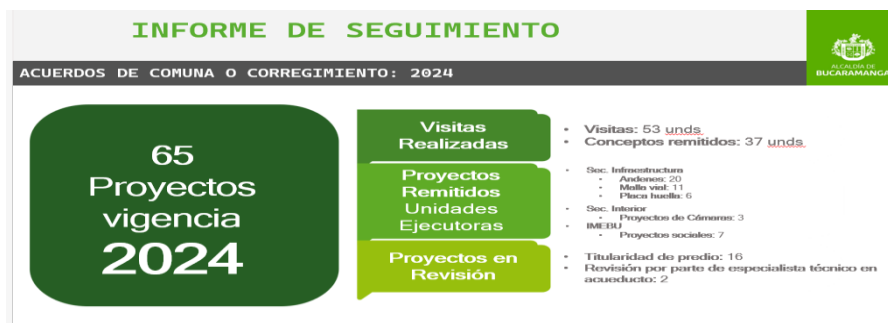 INFORME DE SEGUIMIENTO
ALCALDÍA DE
BUCARAMANGA
ACUERDOS DE COMUNA O CORREGIMIENTO: 2024
65
Proyectos
vigencia
2024
Visitas
Realizadas
• Visitas: 53 unds
• Conceptos remitidos: 37 unds
Proyectos
Remitidos
Unidades
Ejecutoras
• Sec. Infraestructura
• Andenes: 20
• Malla vial: 11
• Placa huella: 6
• Sec. Interior
• Proyectos de Cámaras: 3
• IMEBU
• Proyectos sociales: 7
Proyectos en
Revisión
• Titularidad de predio: 16
• Revisión por parte de especialista técnico en
acueducto: 2